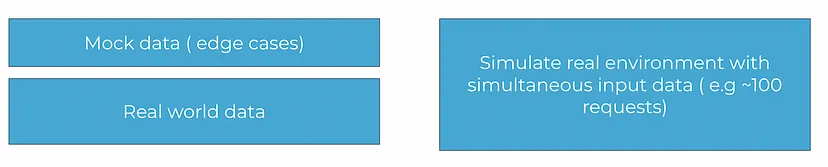 Mock data ( edge cases)
Real world data
Simulate real environment with
simultaneous input data ( e.g ~100
requests)